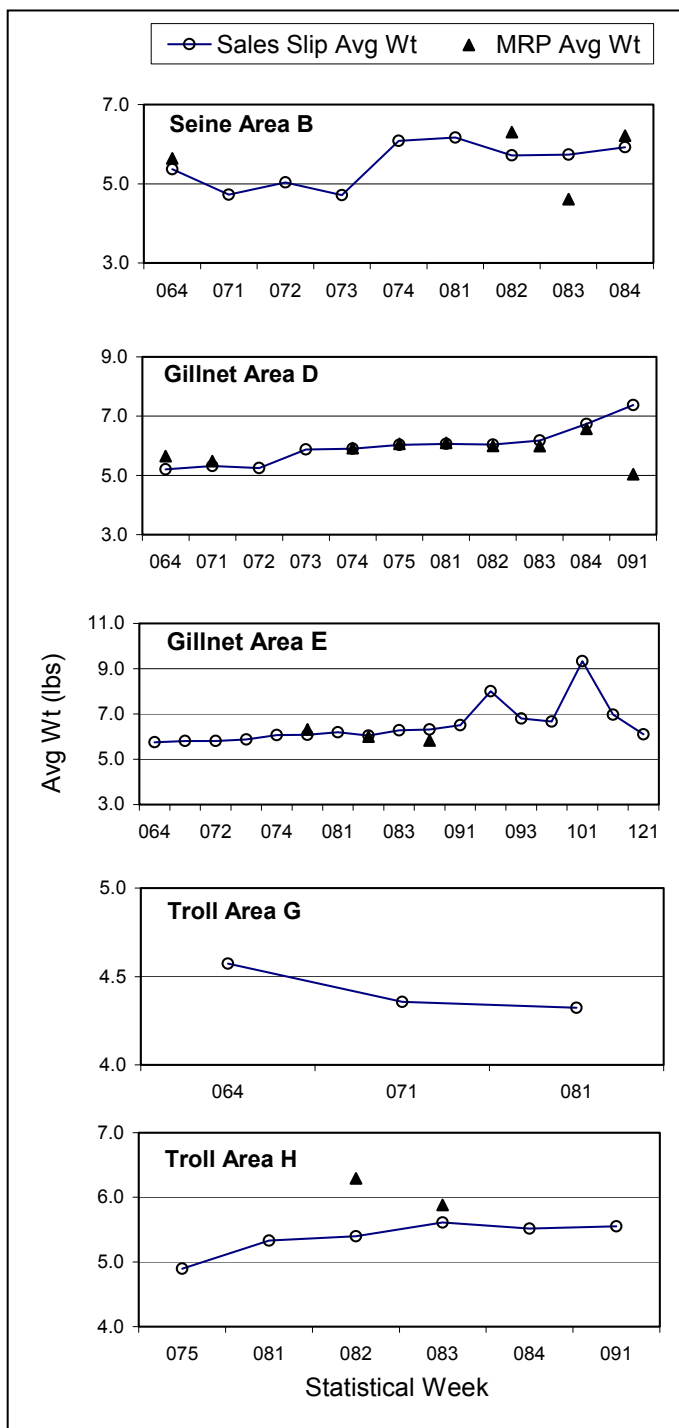 Sales Slip Avg Wt MRP Avg Wt
Seine Area B
7.0
5.0
3.0
064 071 072 073 074 081 082 083 084
Gillnet Area D
9.0
7.0
5.0
3.0
064 071 072 073 074 075 081 082 083 084 091
Gillnet Area E
11.0
9.0
7.0
5.0
3.0
064 072 074 081 083 091 093 101 121
Avg Wt (lbs)
Troll Area G
5.0
4.5
4.0
064 071 081
Troll Area H
7.0
6.0
5.0
4.0
075 081 082 083 084 091
Statistical Week